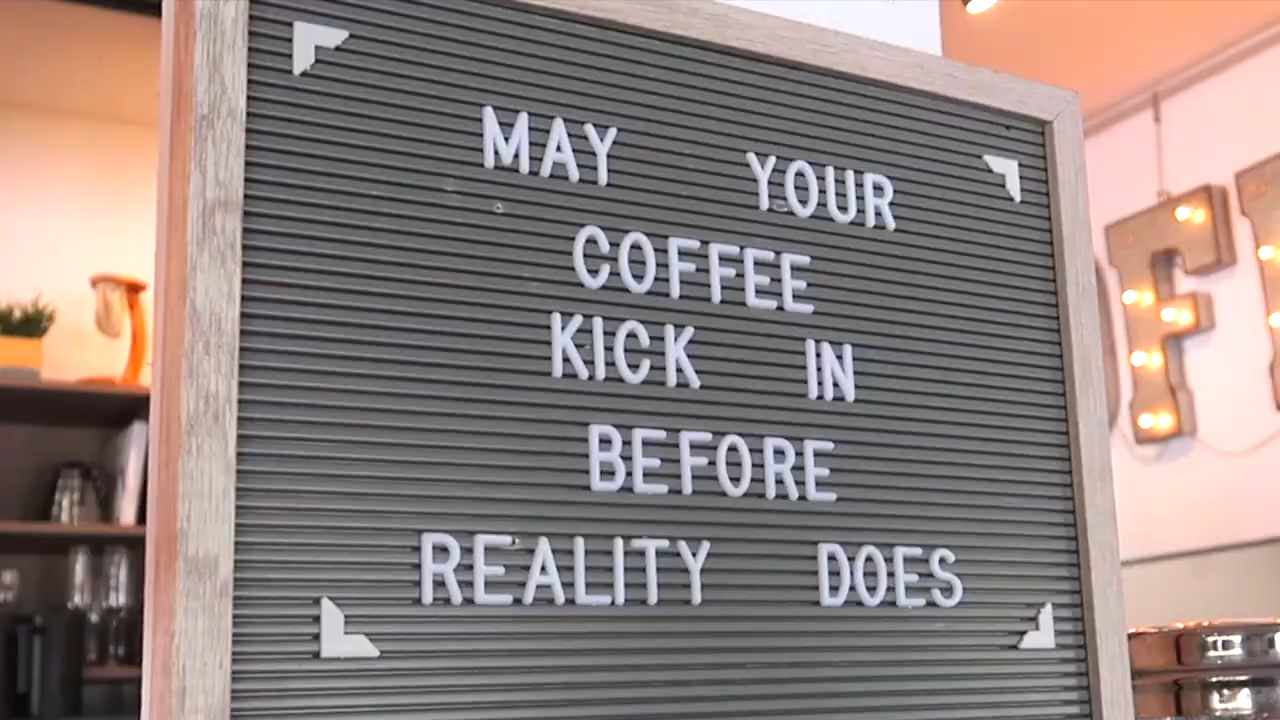 MAY YOUR
COFFEE
KICK IN
BEFORE
REALITY DOES
F